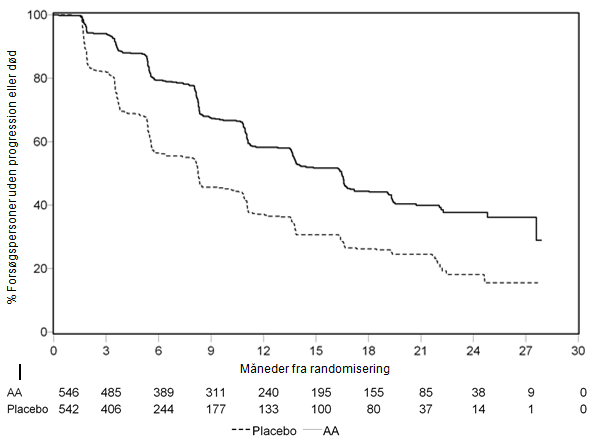 % Forsøgspersoner uden progression eller død
100
80
60
40
20
0
0 3 6 9 12 15 18 21 24 27 30
Måneder fra randomisering
AA 546 485 389 311 240 195 155 85 38 9 0
Placebo 542 406 244 177 133 100 80 37 14 1 0
Placebo AA